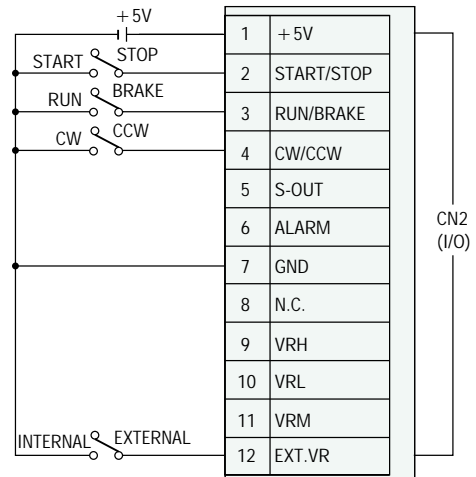 +5V
1 +5V
START STOP
2 START/STOP
RUN BRAKE
3 RUN/BRAKE
CW CCW
4 CW/CCW
5 S-OUT
6 ALARM
7 GND
8 N.C.
9 VRH
10 VRL
11 VRM
INTERNAL EXTERNAL
12 EXT.VR
CN2
(I/O)